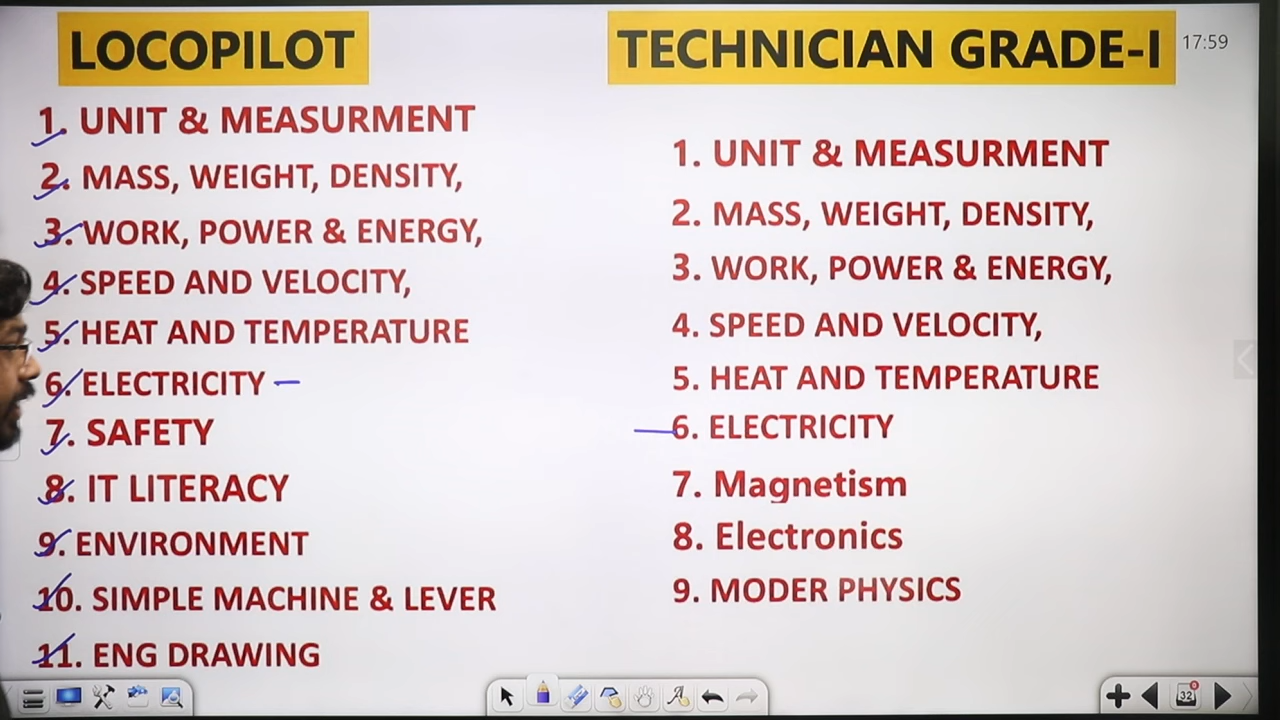 LOCOPILOT
1. UNIT & MEASURMENT
2. MASS, WEIGHT, DENSITY,
3. WORK, POWER & ENERGY,
4. SPEED AND VELOCITY,
5. HEAT AND TEMPERATURE
6. ELECTRICITY
7. SAFETY
8. IT LITERACY
9. ENVIRONMENT
10. SIMPLE MACHINE & LEVER
11. ENG DRAWING
TECHNICIAN GRADE-I
17:59
1. UNIT & MEASURMENT
2. MASS, WEIGHT, DENSITY,
3. WORK, POWER & ENERGY,
4. SPEED AND VELOCITY,
5. HEAT AND TEMPERATURE
6. ELECTRICITY
7. Magnetism
8. Electronics
9. MODER PHYSICS
32
0